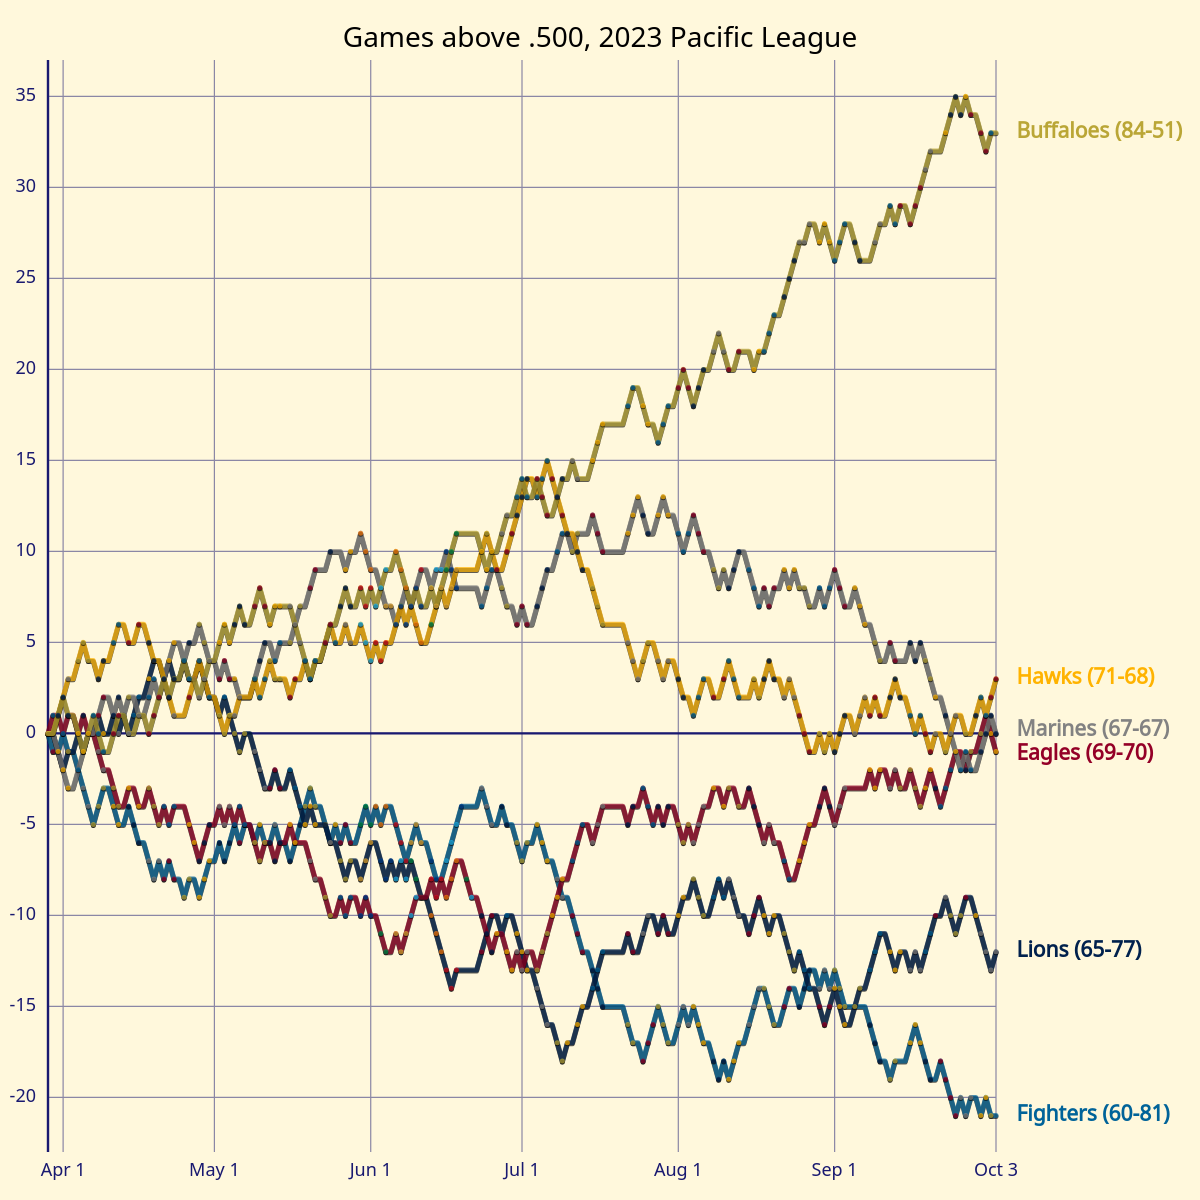 Games above .500, 2023 Pacific League
35
30
25
20
15
10
5
0
-5
-10
-15
-20
Buffaloes (84-51)
Hawks (71-68)
Marines (67-67)
Eagles (69-70)
Lions (65-77)
Fighters (60-81)
Apr 1
May 1
Jun 1
Jul 1
Aug 1
Sep 1
Oct 3